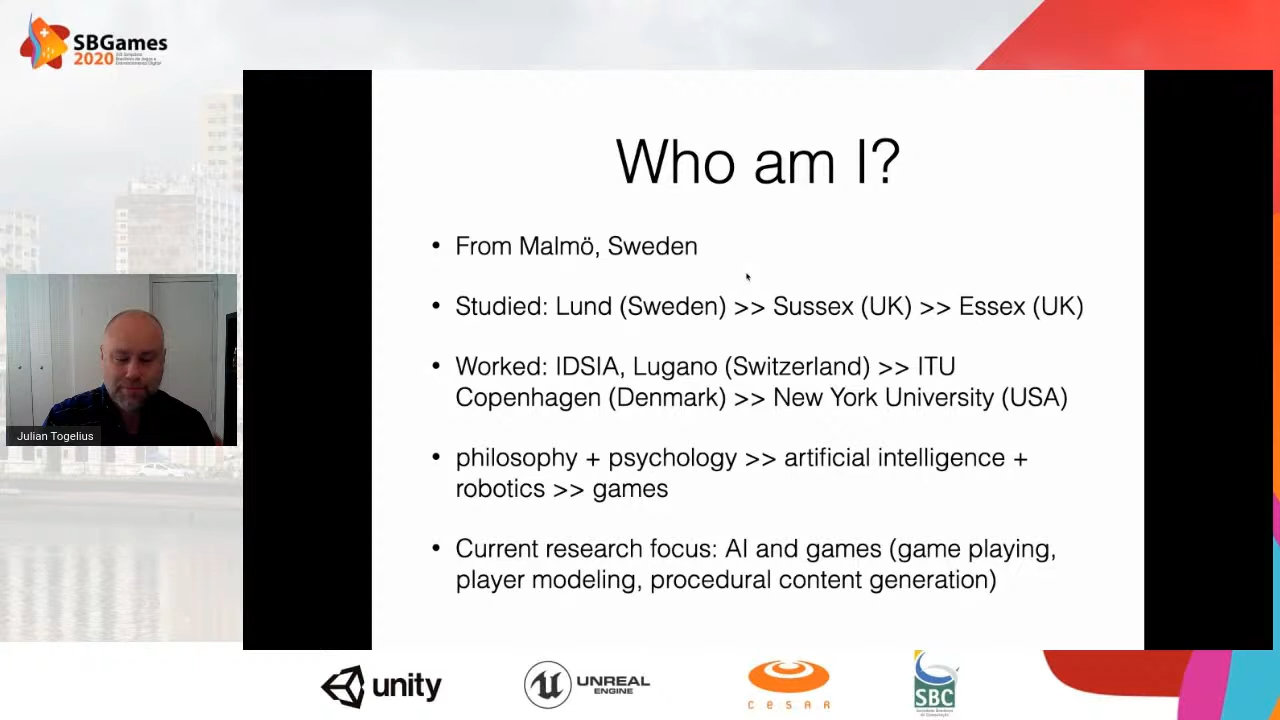 SBGames
2020
Who am I?
• From Malmö, Sweden
• Studied: Lund (Sweden) >> Sussex (UK) >> Essex (UK)
• Worked: IDSIA, Lugano (Switzerland) >> ITU
Copenhagen (Denmark) >> New York University (USA)
• philosophy + psychology >> artificial intelligence +
robotics >> games
• Current research focus: AI and games (game playing,
player modeling, procedural content generation)
Julian Togelius
unity
UNREAL
ENGINE
cesar
SBC